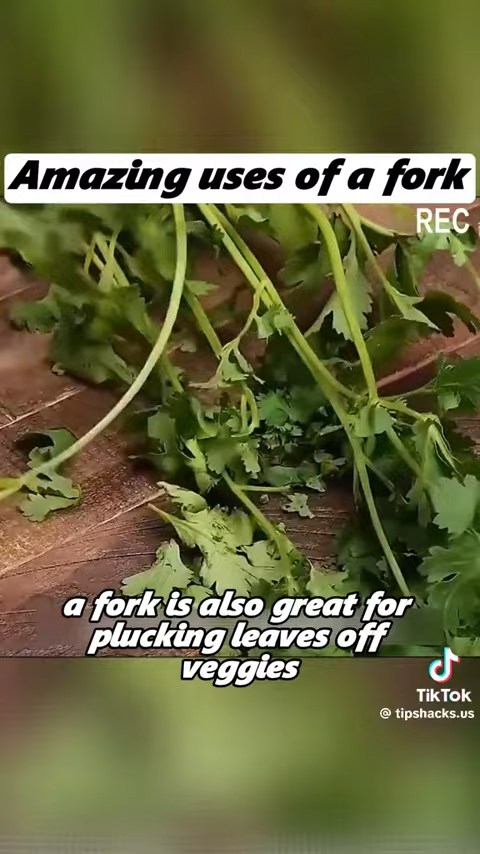 Amazing uses of a fork
REC
a fork is also great for
plucking leaves off
veggies
TikTok
@ tipshacks.us